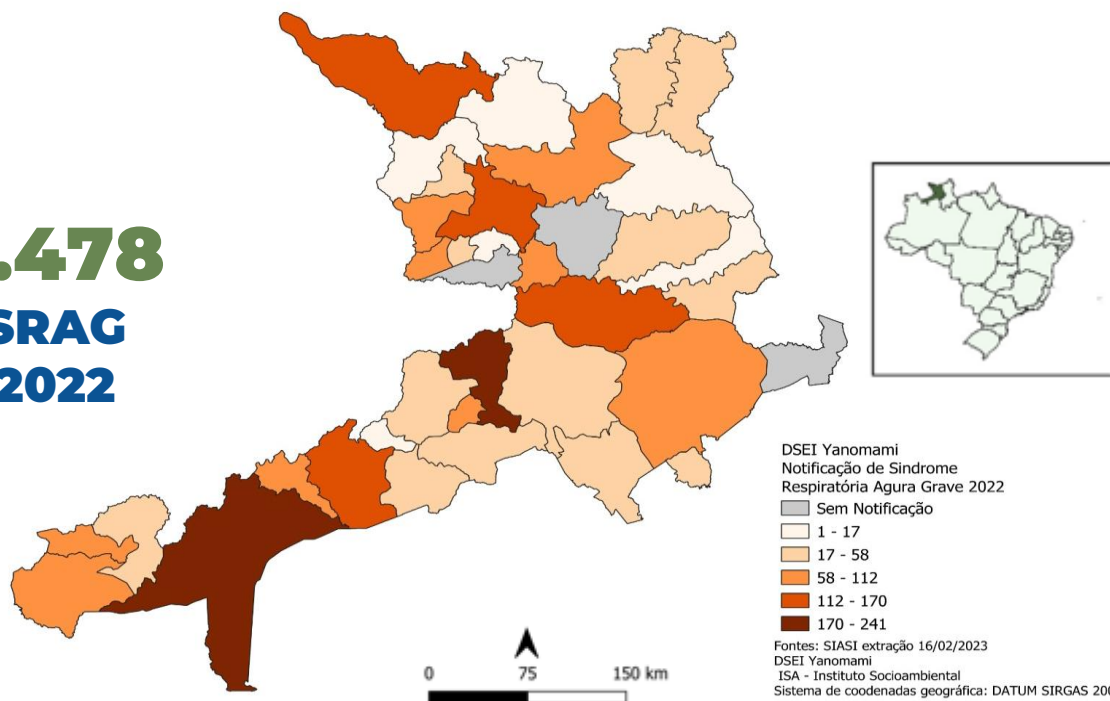 .478
SRAG
2022
DSEI Yanomami
Notificação de Sindrome
Respiratória Agura Grave 2022
Sem Notificação
1 - 17
17 - 58
58 - 112
112 - 170
170 - 241
Fontes: SIASI extração 16/02/2023
DSEI Yanomami
ISA - Instituto Socioambiental
Sistema de coodenadas geográfica: DATUM SIRGAS 200
0 75 150 km